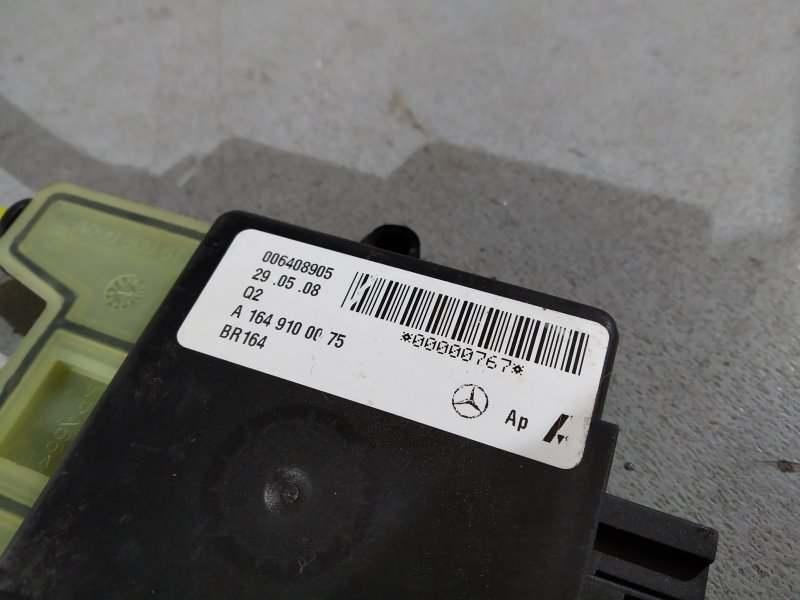 006408905
29 .05 .08
Q2
A 164 910 00 75
BR164
*00000767*
Ap